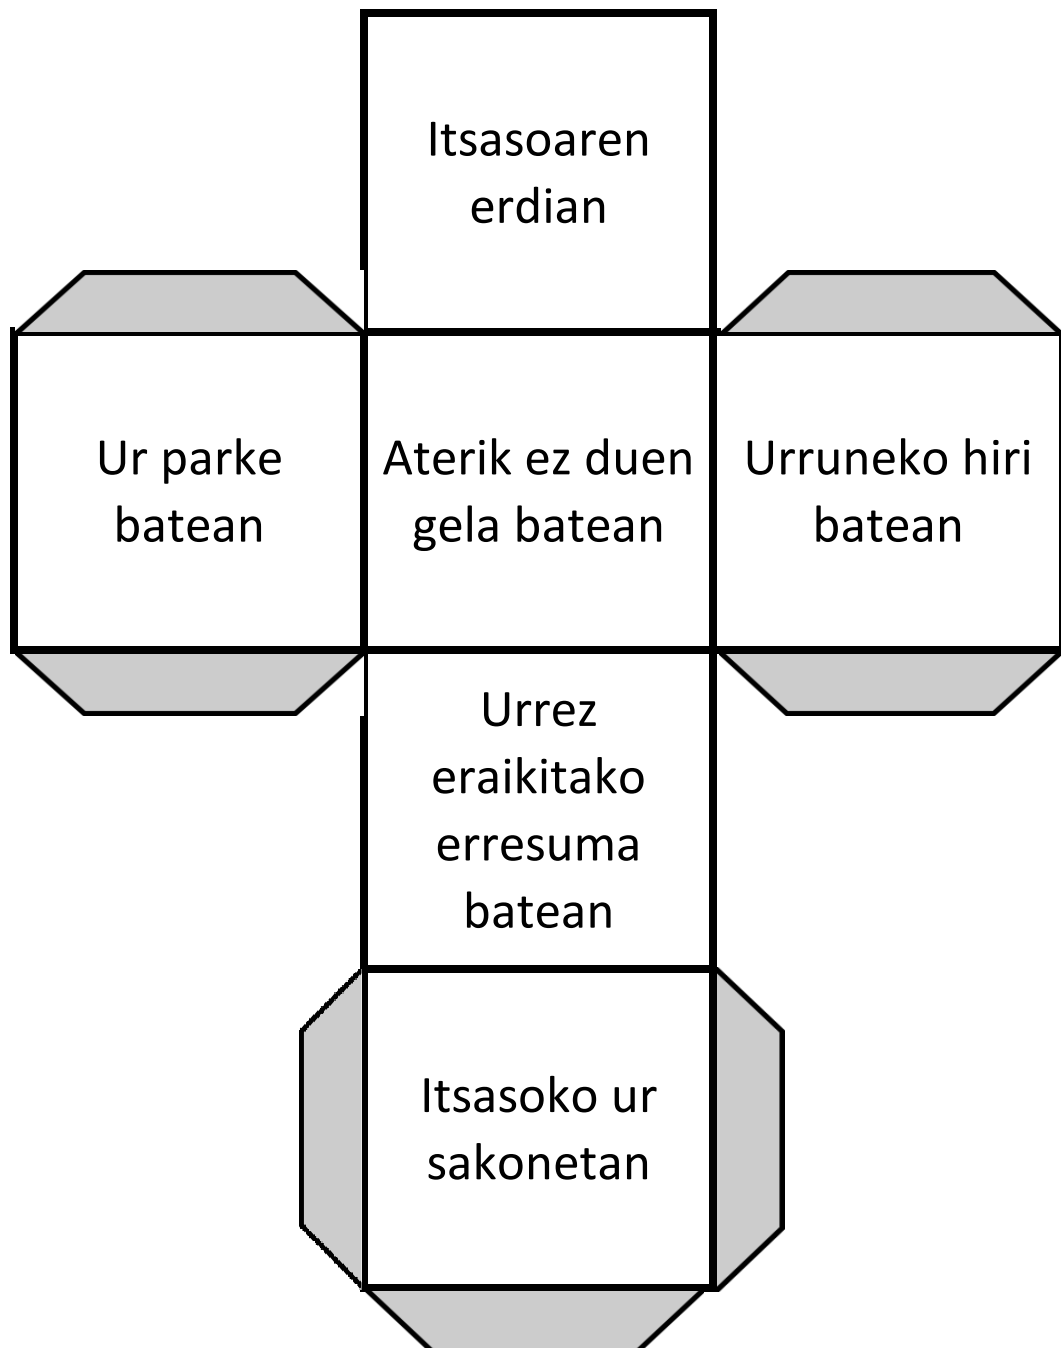 Itsasoaren
erdian
Ur parke
batean
Aterik ez duen
gela batean
Urruneko hiri
batean
Urrez
eraikitako
erresuma
batean
Itsasoko ur
sakonetan